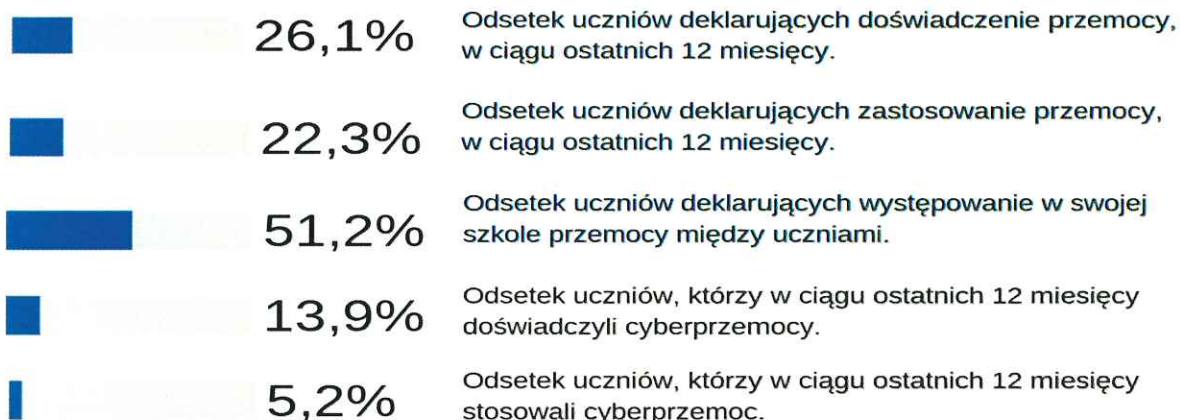 26,1%
Odsetek uczniów deklarujących doświadczenie przemocy,
w ciągu ostatnich 12 miesięcy.
22,3%
Odsetek uczniów deklarujących zastosowanie przemocy,
w ciągu ostatnich 12 miesięcy.
51,2%
Odsetek uczniów deklarujących występowanie w swojej
szkole przemocy między uczniami.
13,9%
Odsetek uczniów, którzy w ciągu ostatnich 12 miesięcy
doświadczyli cyberprzemocy.
5,2%
Odsetek uczniów, którzy w ciągu ostatnich 12 miesięcy
stosowali cyberprzemoc.